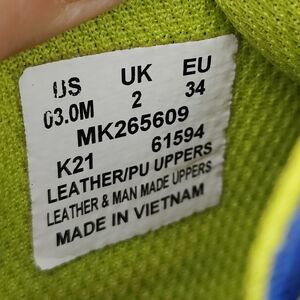 US UK EU
03.0M 2 34
MK265609
K21 61594
LEATHER/PU UPPERS
LEATHER & MAN MADE UPPERS
MADE IN VIETNAM